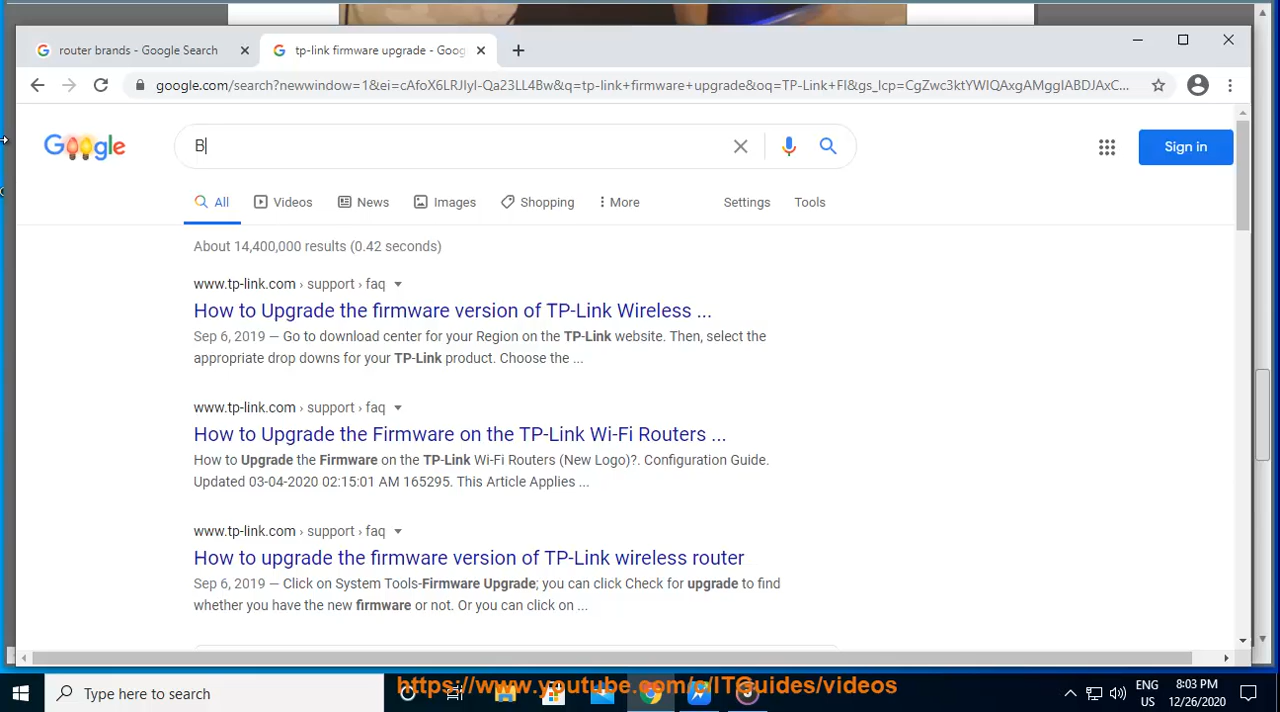 router brands - Google Search
tp-link firmware upgrade - Goog
google.com/search?newwindow=1&ei=cAfoX6LRJIyl-Qa23LL4Bw&q=tp-link+firmware+upgrade&oq=TP-Link+FI&gs_lcp=CgZwc3ktYWIQAxgAMggIABDJAxC...
Google
B
Sign in
All
Videos
News
Images
Shopping
More
Settings
Tools
About 14,400,000 results (0.42 seconds)
www.tp-link.com › support › faq
How to Upgrade the firmware version of TP-Link Wireless ...
Sep 6, 2019 — Go to download center for your Region on the TP-Link website. Then, select the
appropriate drop downs for your TP-Link product. Choose the ...
www.tp-link.com › support › faq
How to Upgrade the Firmware on the TP-Link Wi-Fi Routers ...
How to Upgrade the Firmware on the TP-Link Wi-Fi Routers (New Logo)?. Configuration Guide.
Updated 03-04-2020 02:15:01 AM 165295. This Article Applies ...
www.tp-link.com › support › faq
How to upgrade the firmware version of TP-Link wireless router
Sep 6, 2019 — Click on System Tools-Firmware Upgrade; you can click Check for upgrade to find
whether you have the new firmware or not. Or you can click on ...
Type here to search
https://www.youtube.com/c/ITGuides/videos
ENG
US
8:03 PM
12/26/2020